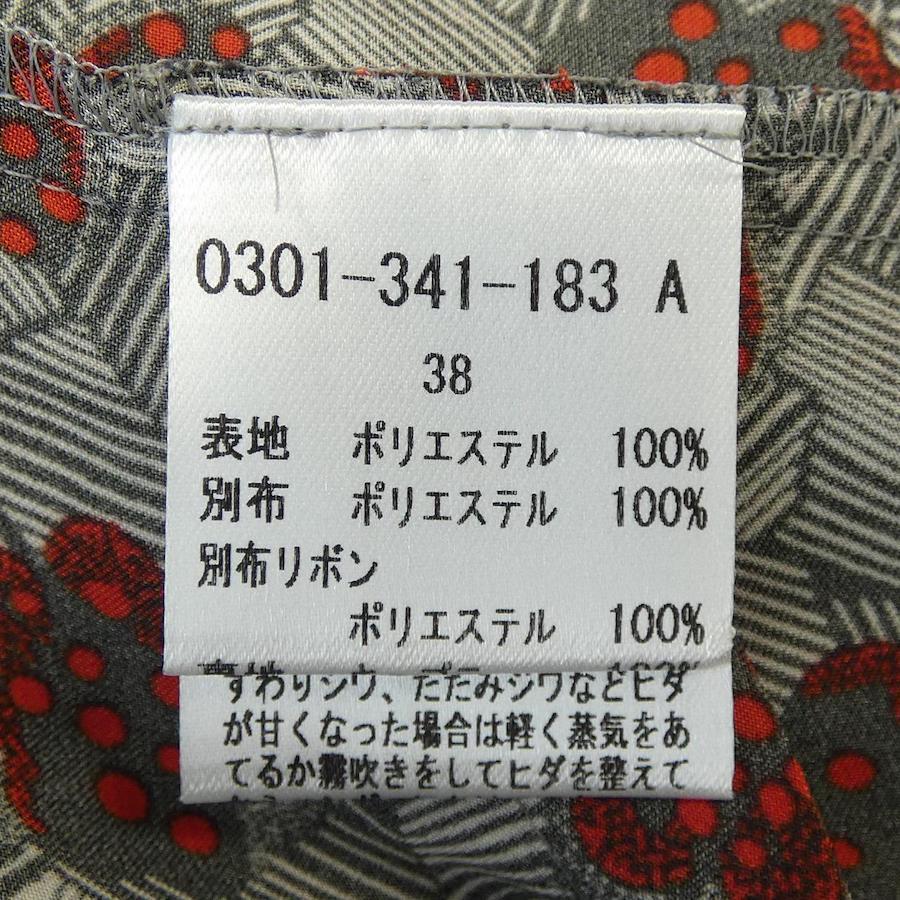 0301-341-183 A
38
表地 ポリエステル 100%
別布 ポリエステル 100%
別布リボン
ポリエステル 100%
すわりジワ、たたみジワなどヒダ
が甘くなった場合は軽く蒸気をあ
てるか霧吹きをしてヒダを整えて